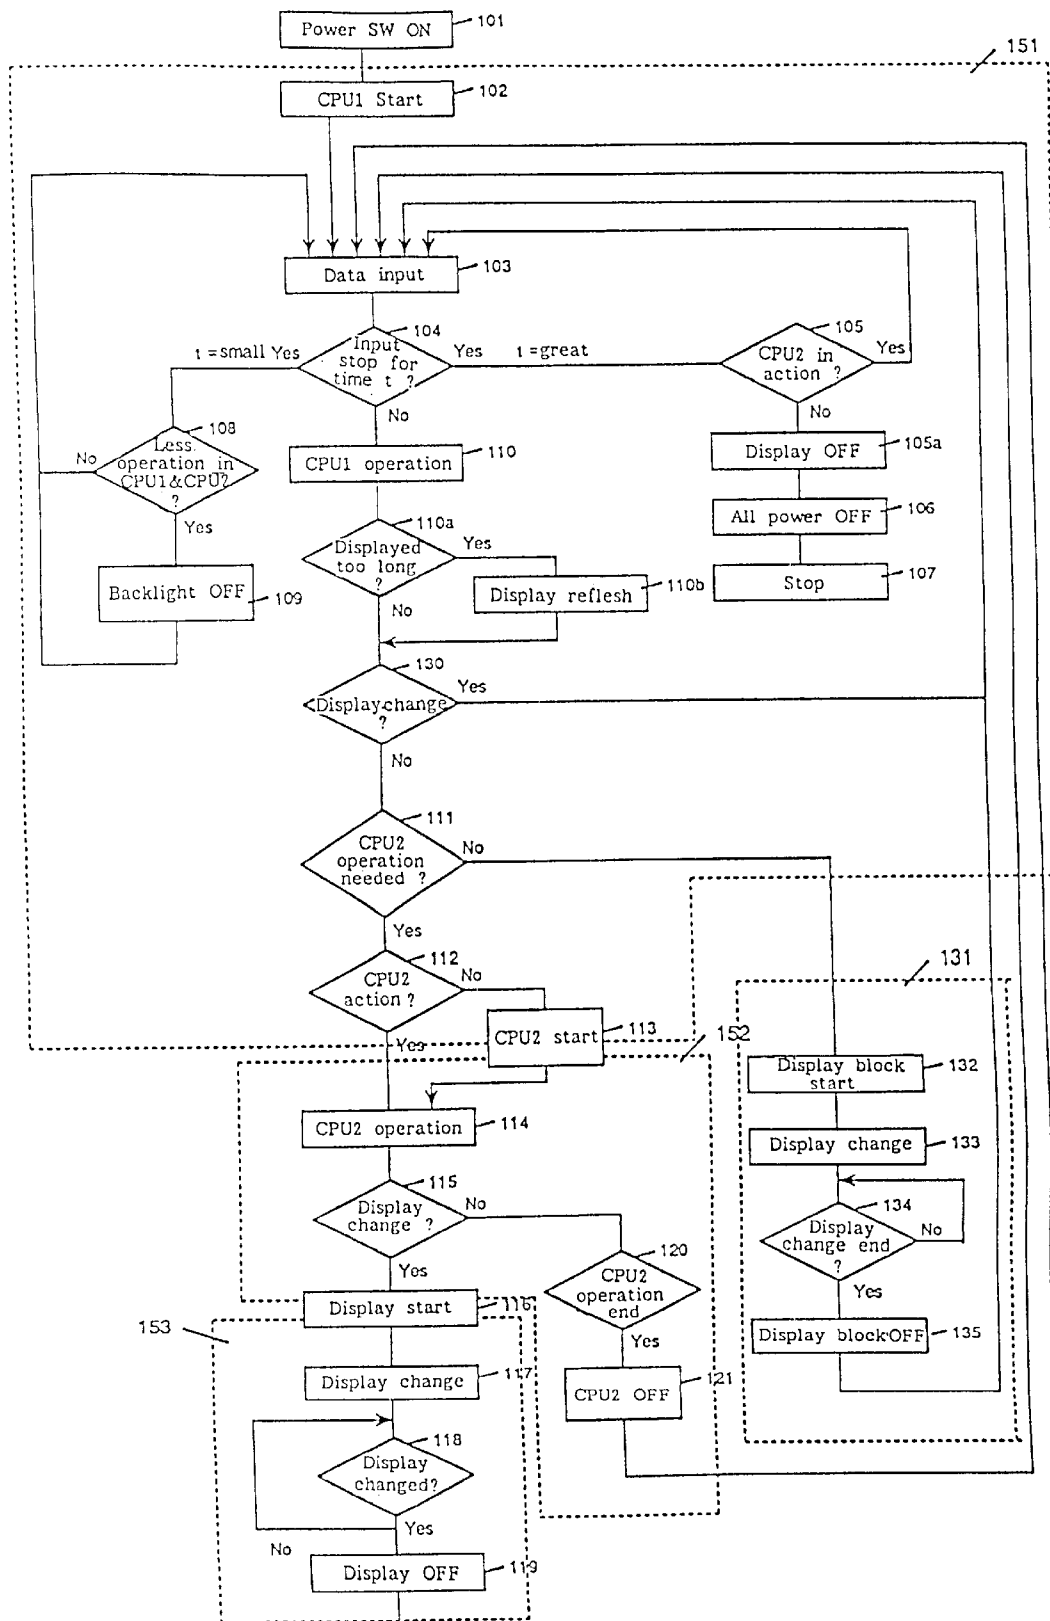 Power SW ON
101
151
CPU1 Start
102
Data input
103
104
Input
stop for
time t ?
t =small Yes
Yes
t =great
No
105
CPU2 in
action ?
Yes
No
Display OFF
105a
All power OFF
106
Stop
107
108
Less
operation in
CPU1&CPU2
?
No
Yes
Backlight OFF
109
CPU1 operation
110
110a
Displayed
too long
?
Yes
No
Display reflesh
110b
130
Display change
?
Yes
No
111
CPU2
operation
needed ?
No
Yes
112
CPU2
action ?
No
Yes
CPU2 start
113
152
131
CPU2 operation
114
115
Display
change ?
No
Yes
Display start
116
120
CPU2
operation
end
Yes
CPU2 OFF
121
Display block
start
132
Display change
133
134
Display
change end
?
No
Yes
Display block OFF
135
153
Display change
117
118
Display
changed?
Yes
No
Display OFF
119